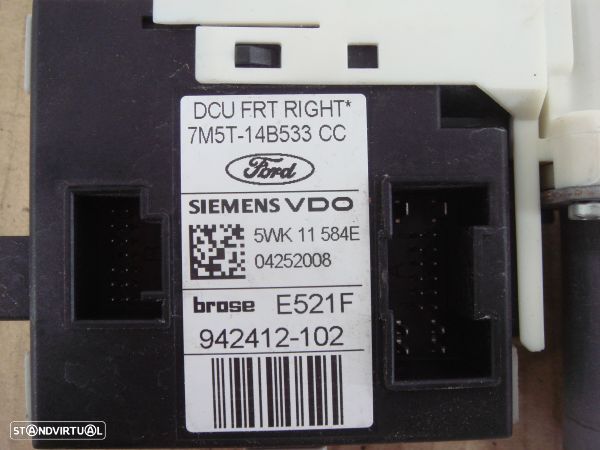 DCU FRT RIGHT*
7M5T-14B533 CC
Ford
SIEMENS VDO
5WK 11 584E
04252008
brose E521F
942412-102
STANDVIRTUAL